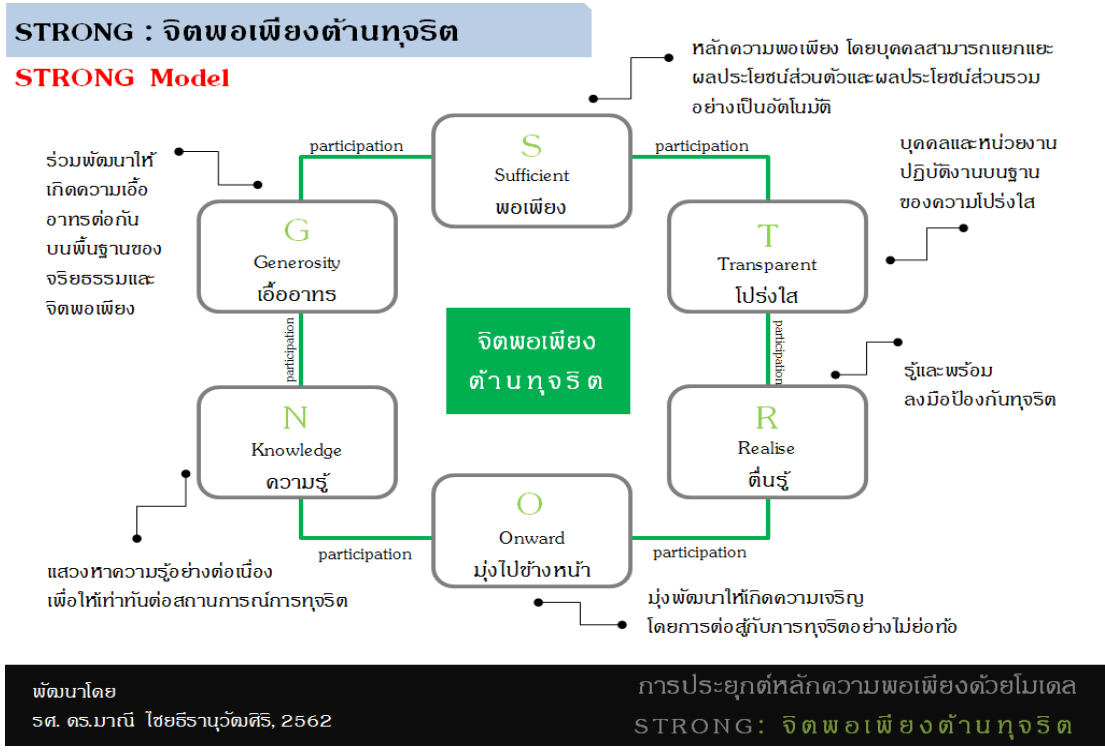 STRONG : จิตพอเพียงต้านทุจริต
STRONG Model
หลักความพอเพียง โดยบุคคลสามารถแยกแยะ
ผลประโยชน์ส่วนตัวและผลประโยชน์ส่วนรวม
อย่างเป็นอัตโนมัติ
participation
S
Sufficient
พอเพียง
participation
บุคคลและหน่วยงาน
ปฏิบัติงานบนฐาน
ของความโปร่งใส
ร่วมพัฒนาให้
เกิดความเอื้อ
อาทรต่อกัน
บนพื้นฐานของ
จริยธรรมและ
จิตพอเพียง
G
Generosity
เอื้ออาทร
T
Transparent
โปร่งใส
participation
จิตพอเพียง
ต้านทุจริต
participation
รู้และพร้อม
ลงมือป้องกันทุจริต
N
Knowledge
ความรู้
R
Realise
ตื่นรู้
participation
O
Onward
มุ่งไปข้างหน้า
participation
แสวงหาความรู้อย่างต่อเนื่อง
เพื่อให้เท่าทันต่อสถานการณ์การทุจริต
มุ่งพัฒนาให้เกิดความเจริญ
โดยการต่อสู้กับการทุจริตอย่างไม่ย่อท้อ
พัฒนาโดย
รศ. ดร.มาณี ไชยธีรานุวัฒศิริ, 2562
การประยุกต์หลักความพอเพียงด้วยโมเดล
STRONG: จิตพอเพียงต้านทุจริต